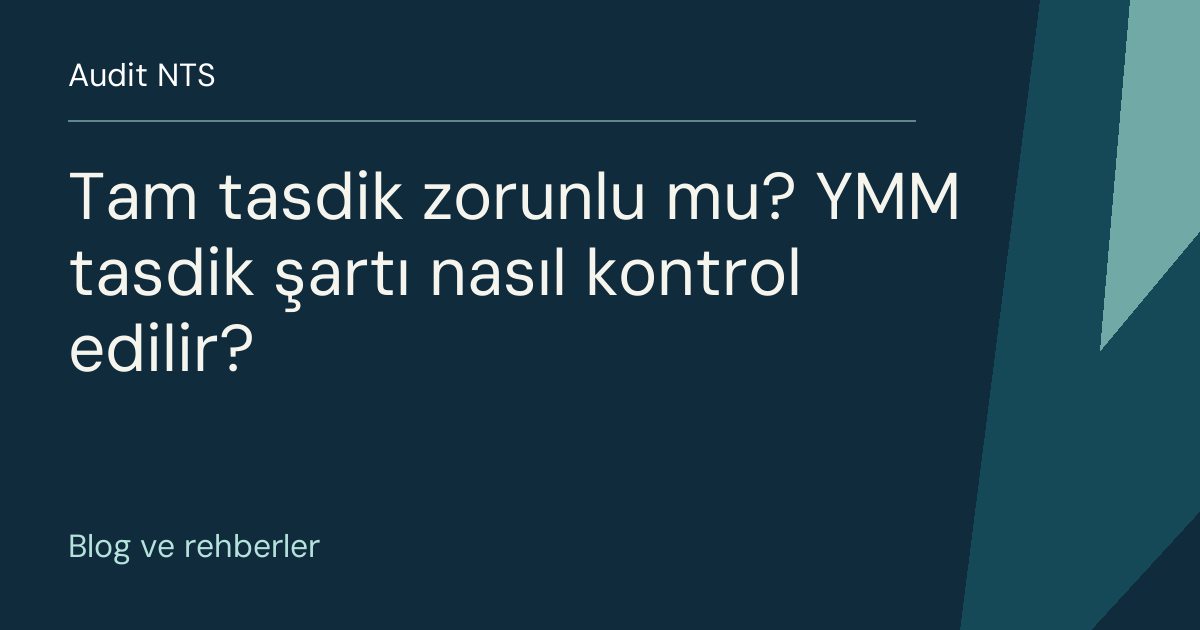 Audit NTS
Tam tasdik zorunlu mu? YMM
tasdik şartı nasıl kontrol
edilir?
Blog ve rehberler